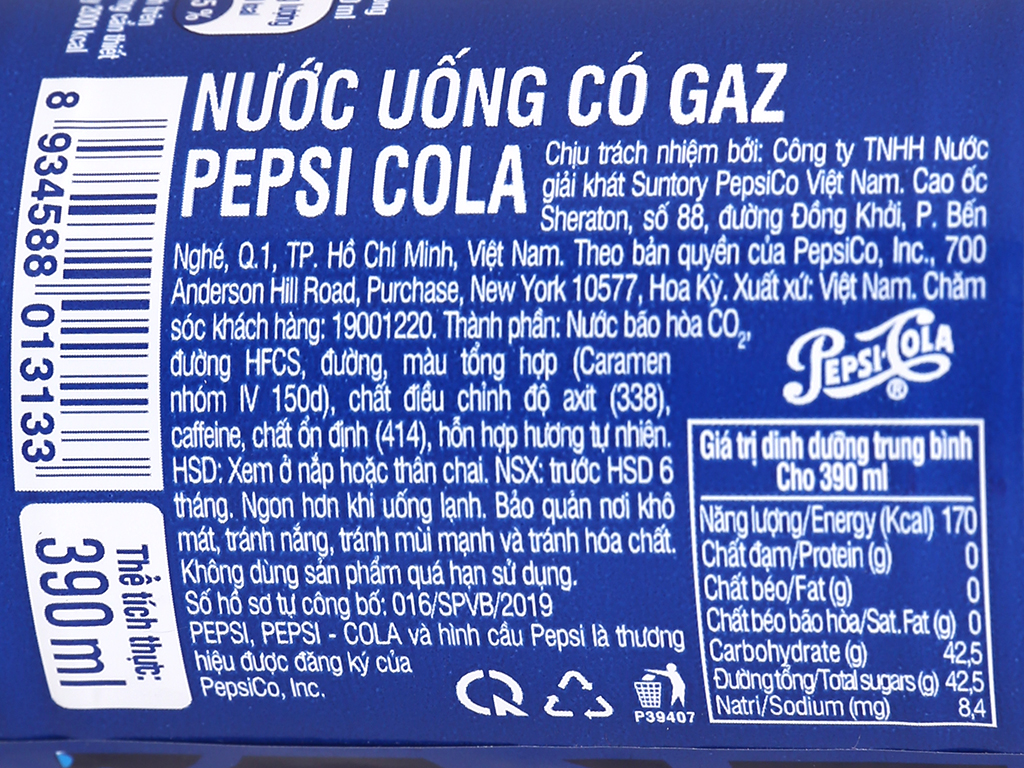 NƯỚC UỐNG CÓ GAZ
PEPSI COLA
Chịu trách nhiệm bởi: Công ty TNHH Nước
giải khát Suntory PepsiCo Việt Nam. Cao ốc
Sheraton, số 88, đường Đồng Khởi, P. Bến
Nghé, Q.1, TP. Hồ Chí Minh, Việt Nam. Theo bản quyền của PepsiCo, Inc., 700
Anderson Hill Road, Purchase, New York 10577, Hoa Kỳ. Xuất xứ: Việt Nam. Chăm
sóc khách hàng: 19001220. Thành phần: Nước bão hòa CO₂,
đường HFCS, đường, màu tổng hợp (Caramen
nhóm IV 150d), chất điều chỉnh độ axit (338),
caffeine, chất ổn định (414), hỗn hợp hương tự nhiên.
HSD: Xem ở nắp hoặc thân chai. NSX: trước HSD 6
tháng. Ngon hơn khi uống lạnh. Bảo quản nơi khô
mát, tránh nắng, tránh mùi mạnh và tránh hóa chất.
Không dùng sản phẩm quá hạn sử dụng.
Số hồ sơ tự công bố: 016/SPVB/2019
PEPSI, PEPSI - COLA và hình cầu Pepsi là thương
hiệu được đăng ký của
PepsiCo, Inc.
P39407
PEPSI·COLA
®
Giá trị dinh dưỡng trung bình
Cho 390 ml
Năng lượng/Energy (Kcal) 170
Chất đạm/Protein (g) 0
Chất béo/Fat (g) 0
Chất béo bão hòa/Sat. Fat (g) 0
Carbohydrate (g) 42,5
Đường tổng/Total sugars (g) 42,5
Natri/Sodium (mg) 8,4
8 934588 013133
Thể tích thực:
390 ml
cần thiết
2000 kcal
5%